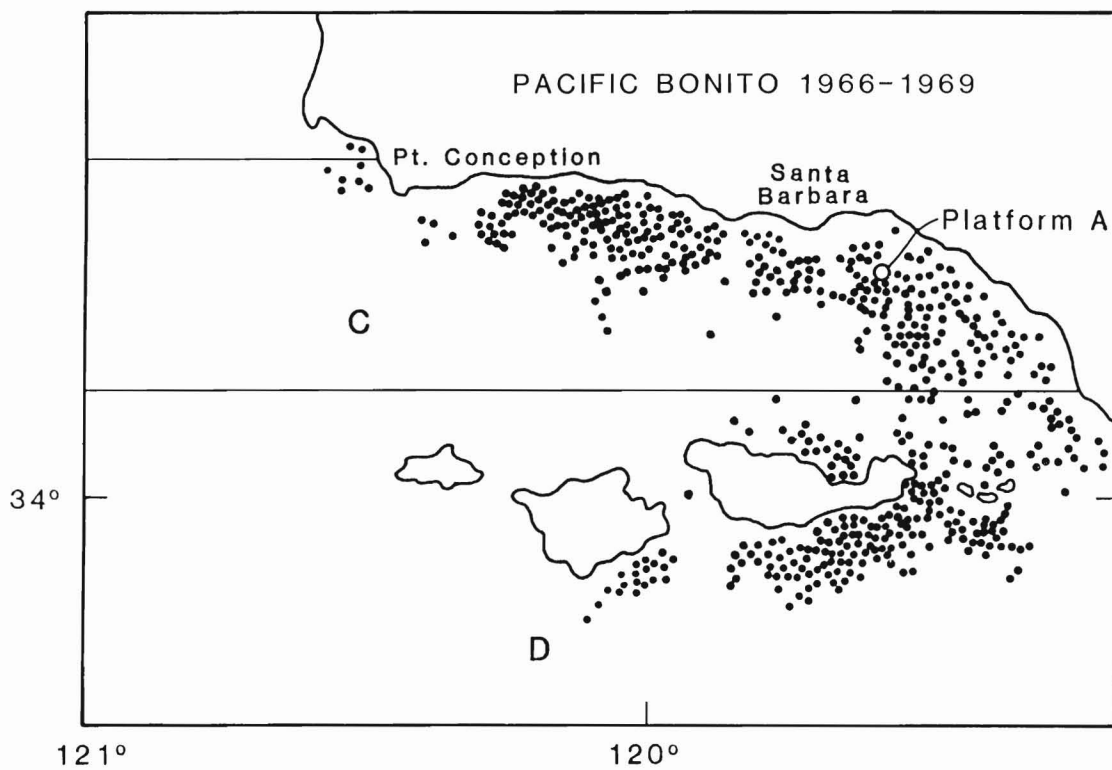 PACIFIC BONITO 1966-1969
Pt. Conception
Santa
Barbara
Platform A
C
34°
D
121°
120°